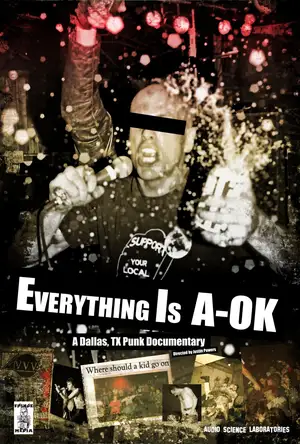 SUPPORT
YOUR
LOCAL
EVERYTHING IS A-OK
A Dallas, TX Punk Documentary
Directed by Justin Powers
Where should a kid go on
AUDIO SCIENCE LABORATORIES